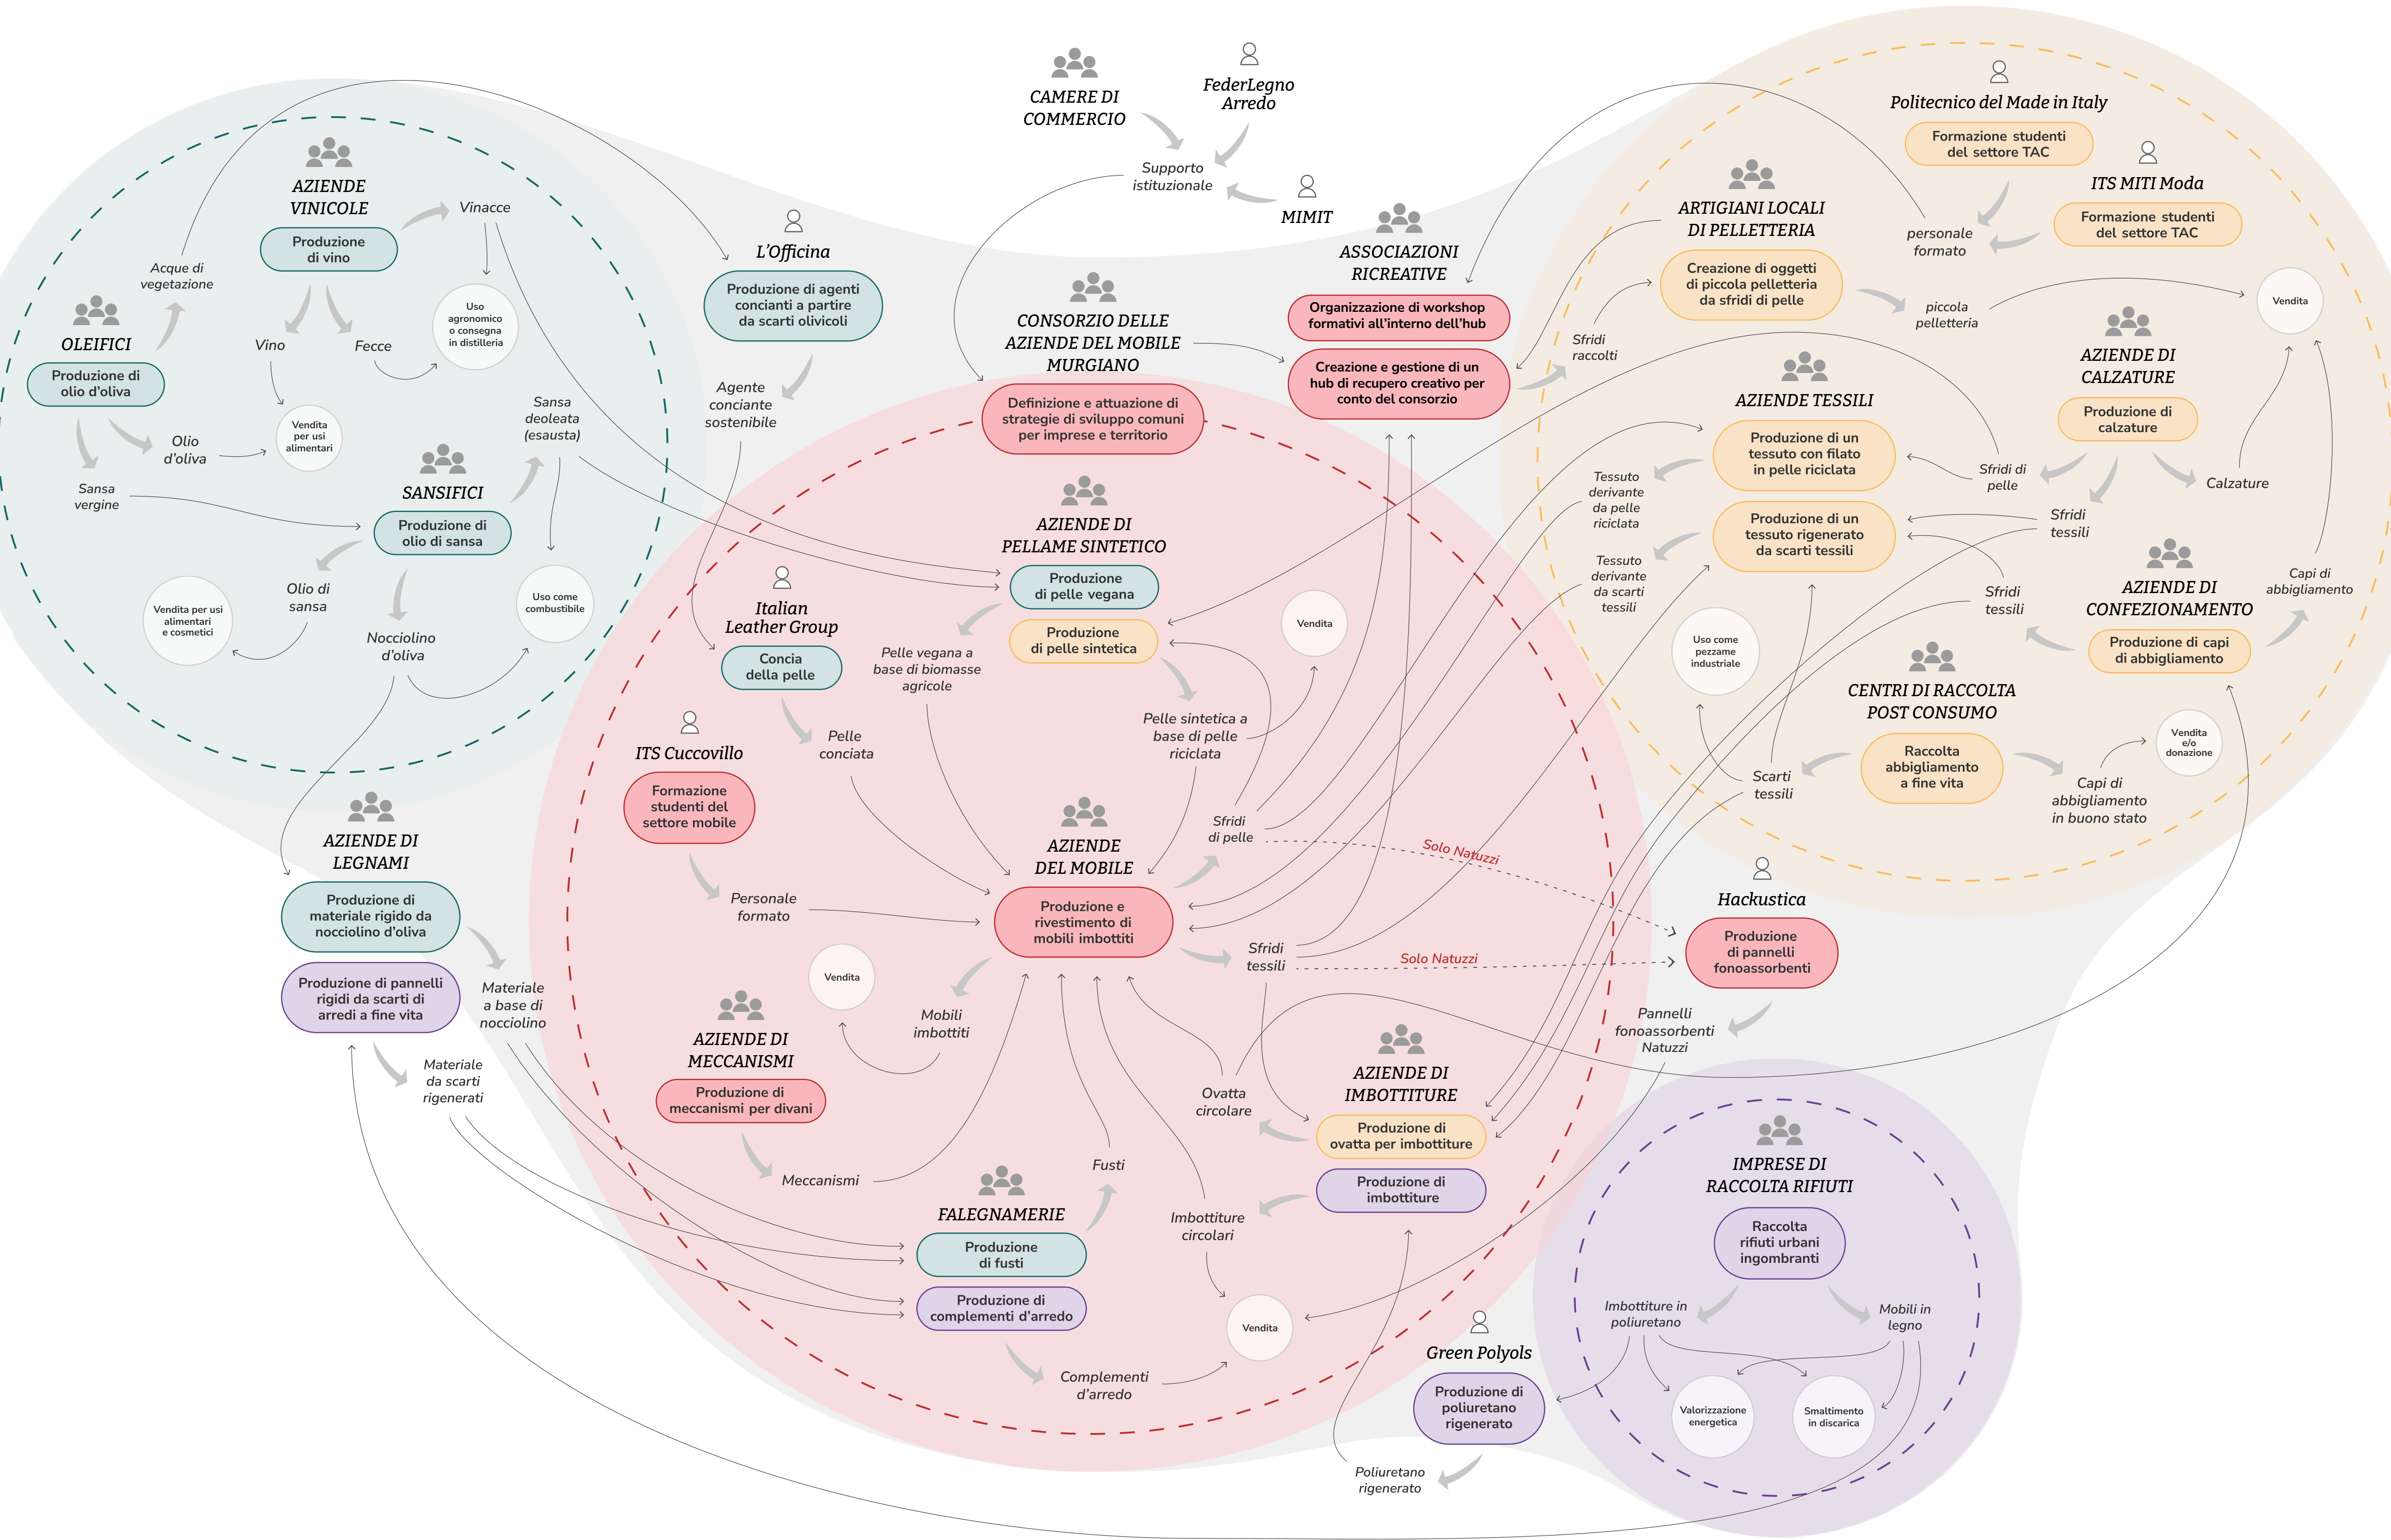 CAMERE DI
COMMERCIO
FederLegno
Arredo
Supporto
istituzionale
MIMIT
AZIENDE
VINICOLE
Produzione
di vino
Vinacce
Uso
agronomico
o consegna
in distilleria
Vino
Fecce
Vendita
per usi
alimentari
Acque di
vegetazione
OLEIFICI
Produzione di
olio d'oliva
Olio
d'oliva
Sansa
vergine
SANSIFICI
Produzione di
olio di sansa
Sansa
deoleata
(esausta)
Olio di
sansa
Vendita per usi
alimentari
e cosmetici
Nocciolino
d'oliva
Uso come
combustibile
L'Officina
Produzione di agenti
concianti a partire
da scarti olivicoli
Agente
conciante
sostenibile
CONSORZIO DELLE
AZIENDE DEL MOBILE
MURGIANO
Definizione e attuazione di
strategie di sviluppo comuni
per imprese e territorio
ASSOCIAZIONI
RICREATIVE
Organizzazione di workshop
formativi all'interno dell'hub
Creazione e gestione di un
hub di recupero creativo per
conto del consorzio
Politecnico del Made in Italy
Formazione studenti
del settore TAC
ITS MITI Moda
Formazione studenti
del settore TAC
personale
formato
ARTIGIANI LOCALI
DI PELLETTERIA
Creazione di oggetti
di piccola pelletteria
da sfridi di pelle
Sfridi
raccolti
piccola
pelletteria
Vendita
AZIENDE DI
CALZATURE
Produzione di
calzature
Sfridi di
pelle
Calzature
Sfridi
tessili
AZIENDE TESSILI
Produzione di un
tessuto con filato
in pelle riciclata
Produzione di un
tessuto rigenerato
da scarti tessili
Tessuto
derivante
da pelle
riciclata
Tessuto
derivante
da scarti
tessili
Capi di
abbigliamento
AZIENDE DI
CONFEZIONAMENTO
Produzione di capi
di abbigliamento
Sfridi
tessili
Uso come
pezzame
industriale
CENTRI DI RACCOLTA
POST CONSUMO
Raccolta
abbigliamento
a fine vita
Scarti
tessili
Capi di
abbigliamento
in buono stato
Vendita
e/o
donazione
AZIENDE DI
PELLAME SINTETICO
Produzione
di pelle vegana
Produzione
di pelle sintetica
Pelle vegana a
base di biomasse
agricole
Pelle sintetica a
base di pelle
riciclata
Vendita
Italian
Leather Group
Concia
della pelle
Pelle
conciata
ITS Cuccovillo
Formazione
studenti del
settore mobile
Personale
formato
AZIENDE
DEL MOBILE
Produzione e
rivestimento di
mobili imbottiti
Sfridi
di pelle
Solo Natuzzi
Sfridi
tessili
Solo Natuzzi
Vendita
Mobili
imbottiti
Hackustica
Produzione
di pannelli
fonoassorbenti
Pannelli
fonoassorbenti
Natuzzi
AZIENDE DI
LEGNAMI
Produzione di
materiale rigido da
nocciolino d'oliva
Produzione di pannelli
rigidi da scarti di
arredi a fine vita
Materiale
a base di
nocciolino
Materiale
da scarti
rigenerati
AZIENDE DI
MECCANISMI
Produzione di
meccanismi per divani
Meccanismi
FALEGNAMERIE
Produzione
di fusti
Produzione di
complementi d'arredo
Fusti
Complementi
d'arredo
Vendita
AZIENDE DI
IMBOTTITURE
Produzione di
ovatta per imbottiture
Produzione di
imbottiture
Ovatta
circolare
Imbottiture
circolari
Green Polyols
Produzione di
poliuretano
rigenerato
Poliuretano
rigenerato
IMPRESE DI
RACCOLTA RIFIUTI
Raccolta
rifiuti urbani
ingombranti
Imbottiture in
poliuretano
Mobili in
legno
Valorizzazione
energetica
Smaltimento
in discarica